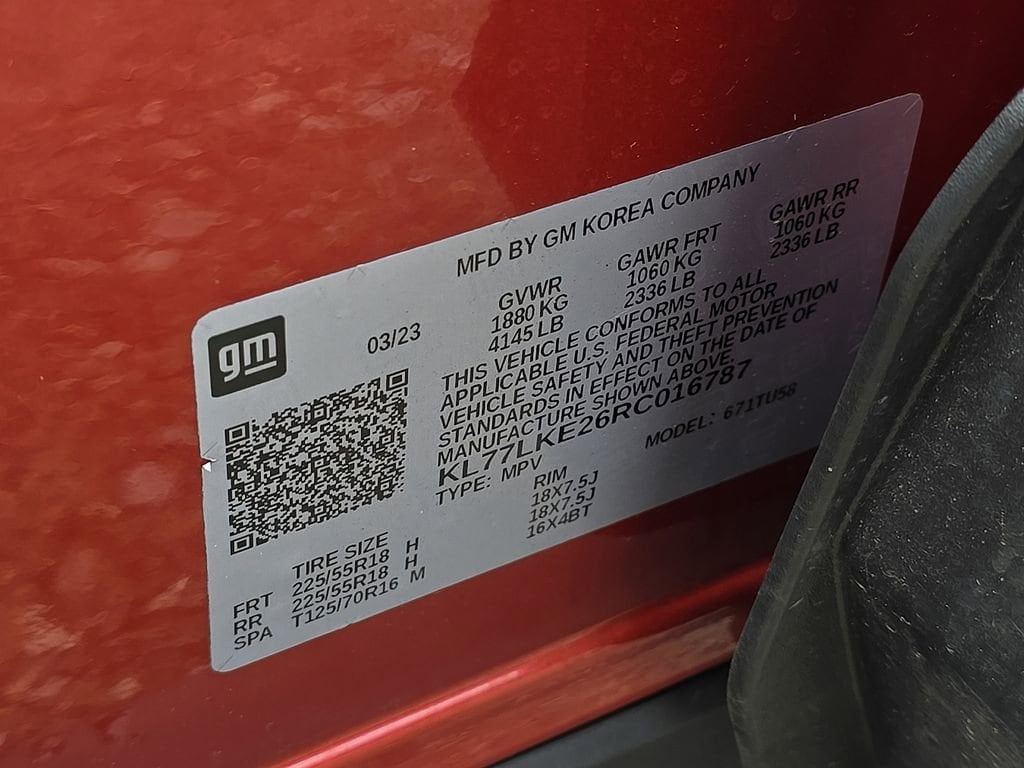 MFD BY GM KOREA COMPANY
gm
03/23
GVWR GAWR FRT GAWR RR
1880 KG 1060 KG 1060 KG
4145 LB 2336 LB 2336 LB
THIS VEHICLE CONFORMS TO ALL
APPLICABLE U.S. FEDERAL MOTOR
VEHICLE SAFETY AND THEFT PREVENTION
STANDARDS IN EFFECT ON THE DATE OF
MANUFACTURE SHOWN ABOVE.
KL77LKE26RC016787
TYPE: MPV MODEL: 671TU58
TIRE SIZE RIM
FRT 225/55R18 H 18X7.5J
RR 225/55R18 H 18X7.5J
SPA T125/70R16 M 16X4BT